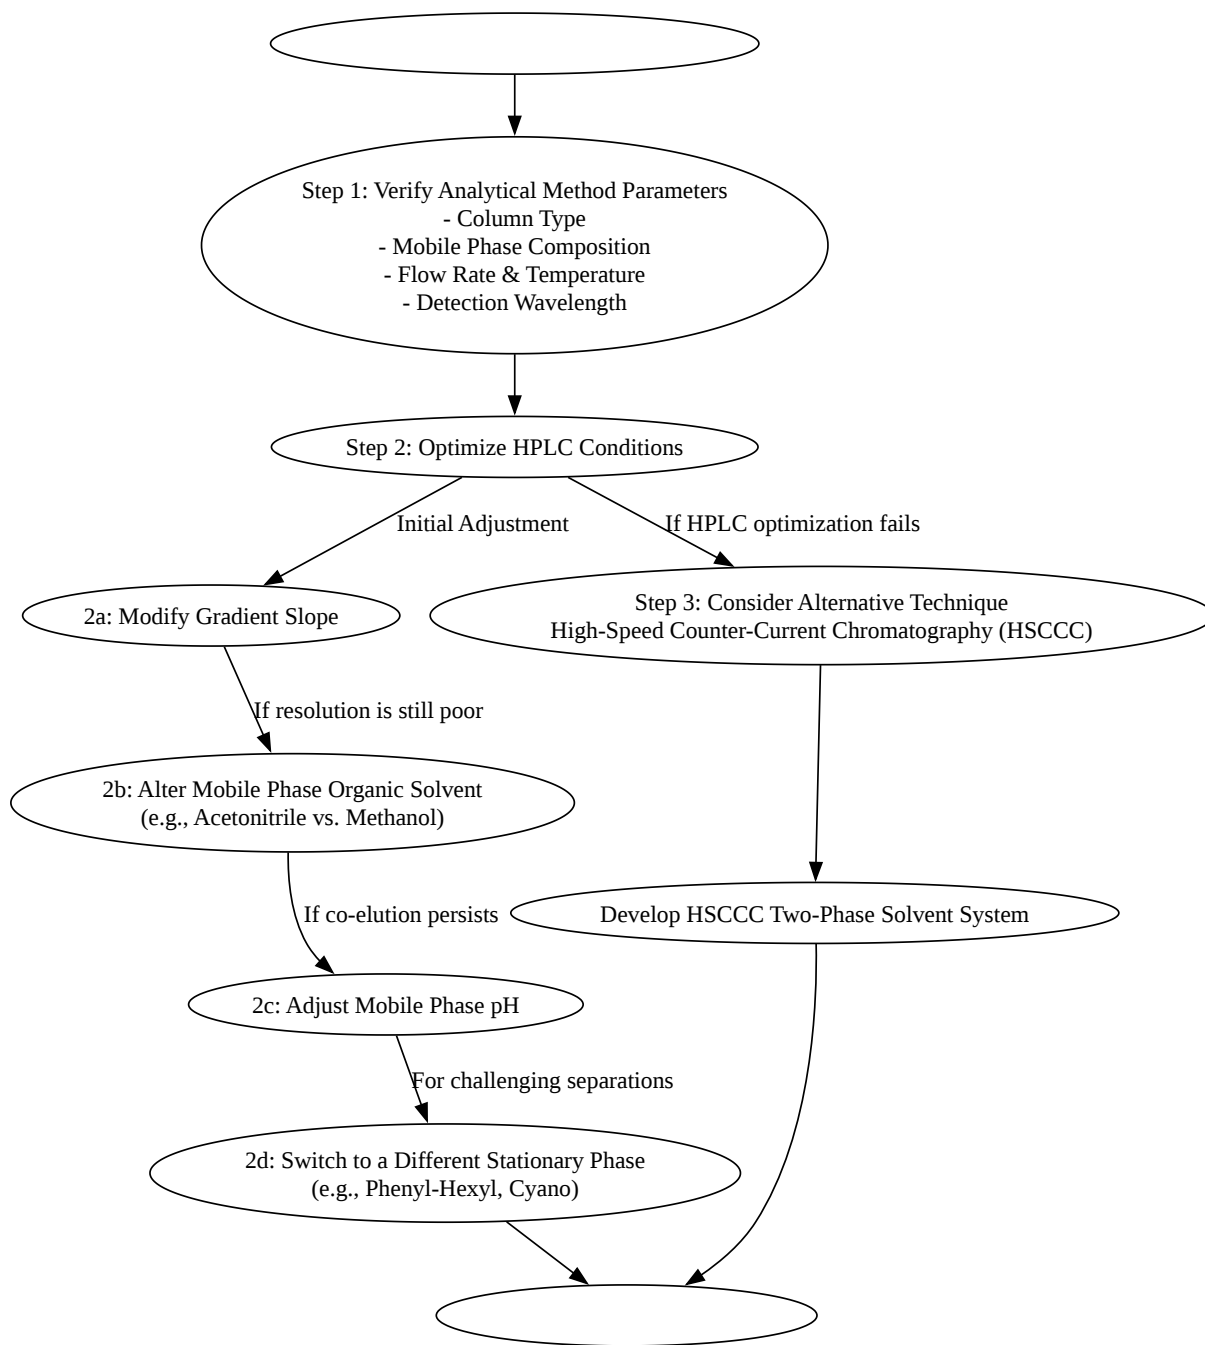 Step 1: Verify Analytical Method Parameters
- Column Type
- Mobile Phase Composition
- Flow Rate & Temperature
- Detection Wavelength
Step 2: Optimize HPLC Conditions
Initial Adjustment
If HPLC optimization fails
2a: Modify Gradient Slope
Step 3: Consider Alternative Technique
High-Speed Counter-Current Chromatography (HSCCC)
If resolution is still poor
2b: Alter Mobile Phase Organic Solvent
(e.g., Acetonitrile vs. Methanol)
If co-elution persists
Develop HSCCC Two-Phase Solvent System
2c: Adjust Mobile Phase pH
For challenging separations
2d: Switch to a Different Stationary Phase
(e.g., Phenyl-Hexyl, Cyano)